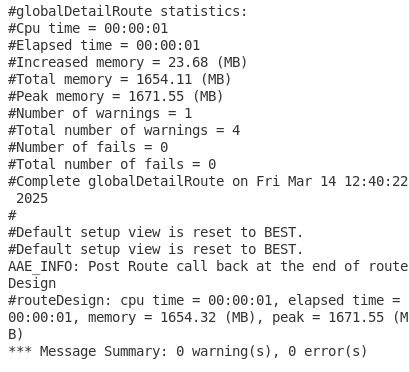 #globalDetailRoute statistics:
#Cpu time = 00:00:01
#Elapsed time = 00:00:01
#Increased memory = 23.68 (MB)
#Total memory = 1654.11 (MB)
#Peak memory = 1671.55 (MB)
#Number of warnings = 1
#Total number of warnings = 4
#Number of fails = 0
#Total number of fails = 0
#Complete globalDetailRoute on Fri Mar 14 12:40:22
 2025
#
#Default setup view is reset to BEST.
#Default setup view is reset to BEST.
AAE_INFO: Post Route call back at the end of route
Design
#routeDesign: cpu time = 00:00:01, elapsed time =
00:00:01, memory = 1654.32 (MB), peak = 1671.55 (M
B)
*** Message Summary: 0 warning(s), 0 error(s)